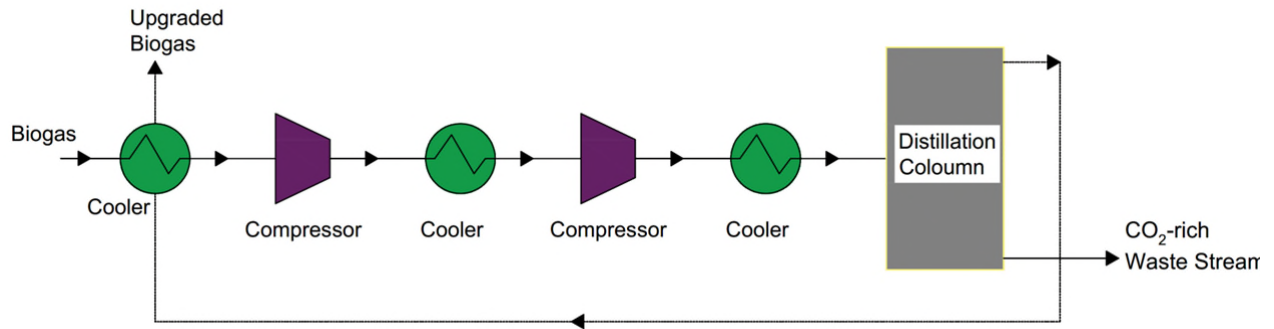 Upgraded
Biogas
Biogas
Cooler
Compressor
Cooler
Compressor
Cooler
Distillation
Coloumn
CO₂-rich
Waste Stream